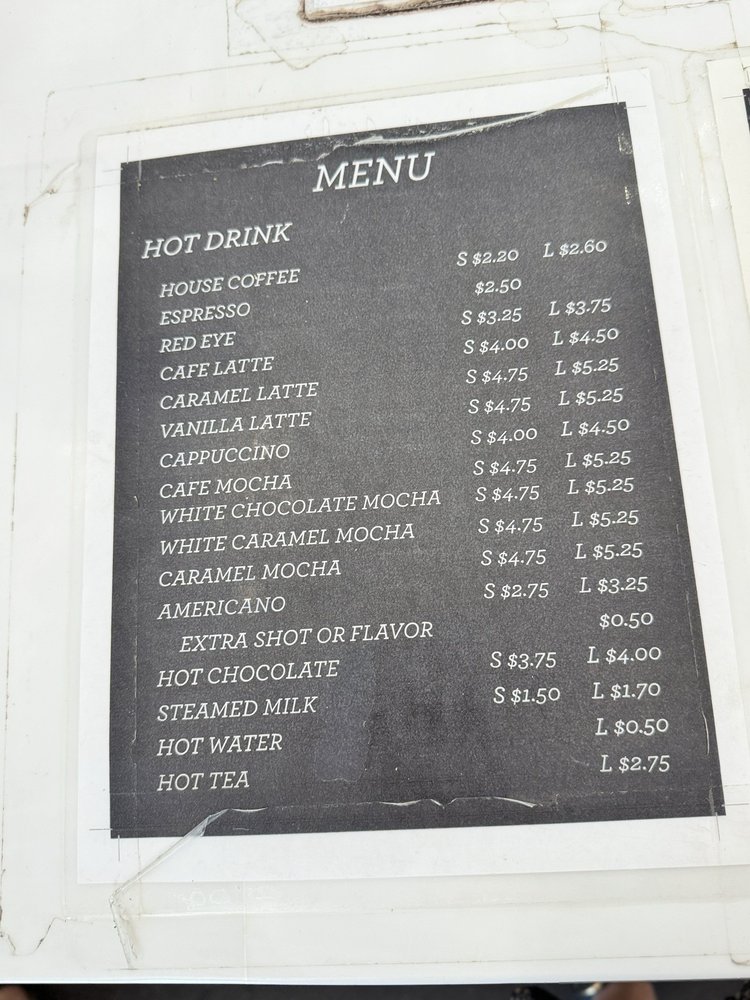 MENU
HOT DRINK
HOUSE COFFEE S $2.20 L $2.60
ESPRESSO $2.50
RED EYE S $3.25 L $3.75
CAFE LATTE S $4.00 L $4.50
CARAMEL LATTE S $4.75 L $5.25
VANILLA LATTE S $4.75 L $5.25
CAPPUCCINO S $4.00 L $4.50
CAFE MOCHA S $4.75 L $5.25
WHITE CHOCOLATE MOCHA S $4.75 L $5.25
WHITE CARAMEL MOCHA S $4.75 L $5.25
CARAMEL MOCHA S $4.75 L $5.25
AMERICANO S $2.75 L $3.25
EXTRA SHOT OR FLAVOR $0.50
HOT CHOCOLATE S $3.75 L $4.00
STEAMED MILK S $1.50 L $1.70
HOT WATER L $0.50
HOT TEA L $2.75